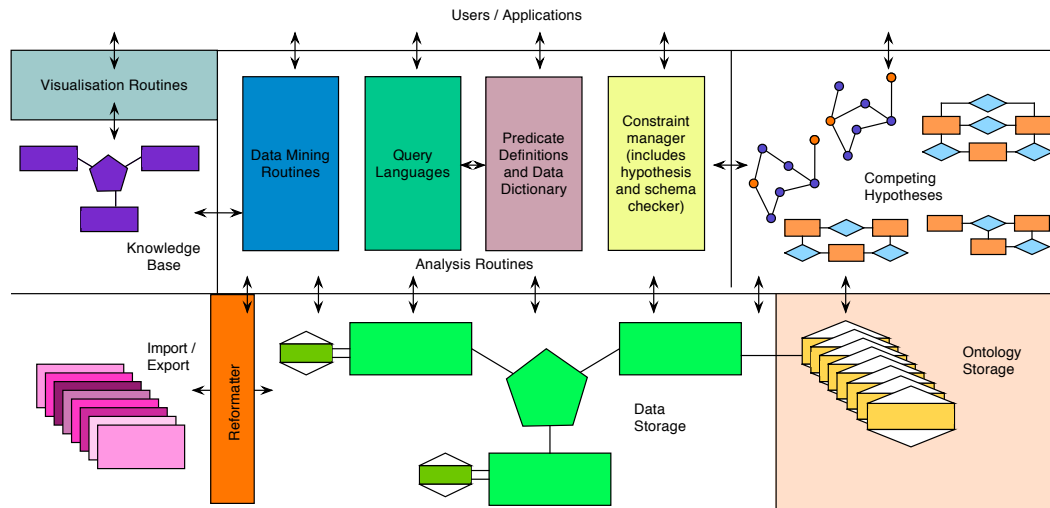 Users / Applications
Visualisation Routines
Data Mining
Routines
Query
Languages
Predicate
Definitions
and Data
Dictionary
Constraint
manager
(includes
hypothesis
and schema
checker)
Competing
Hypotheses
Knowledge
Base
Analysis Routines
Import /
Export
Reformatter
Data
Storage
Ontology
Storage